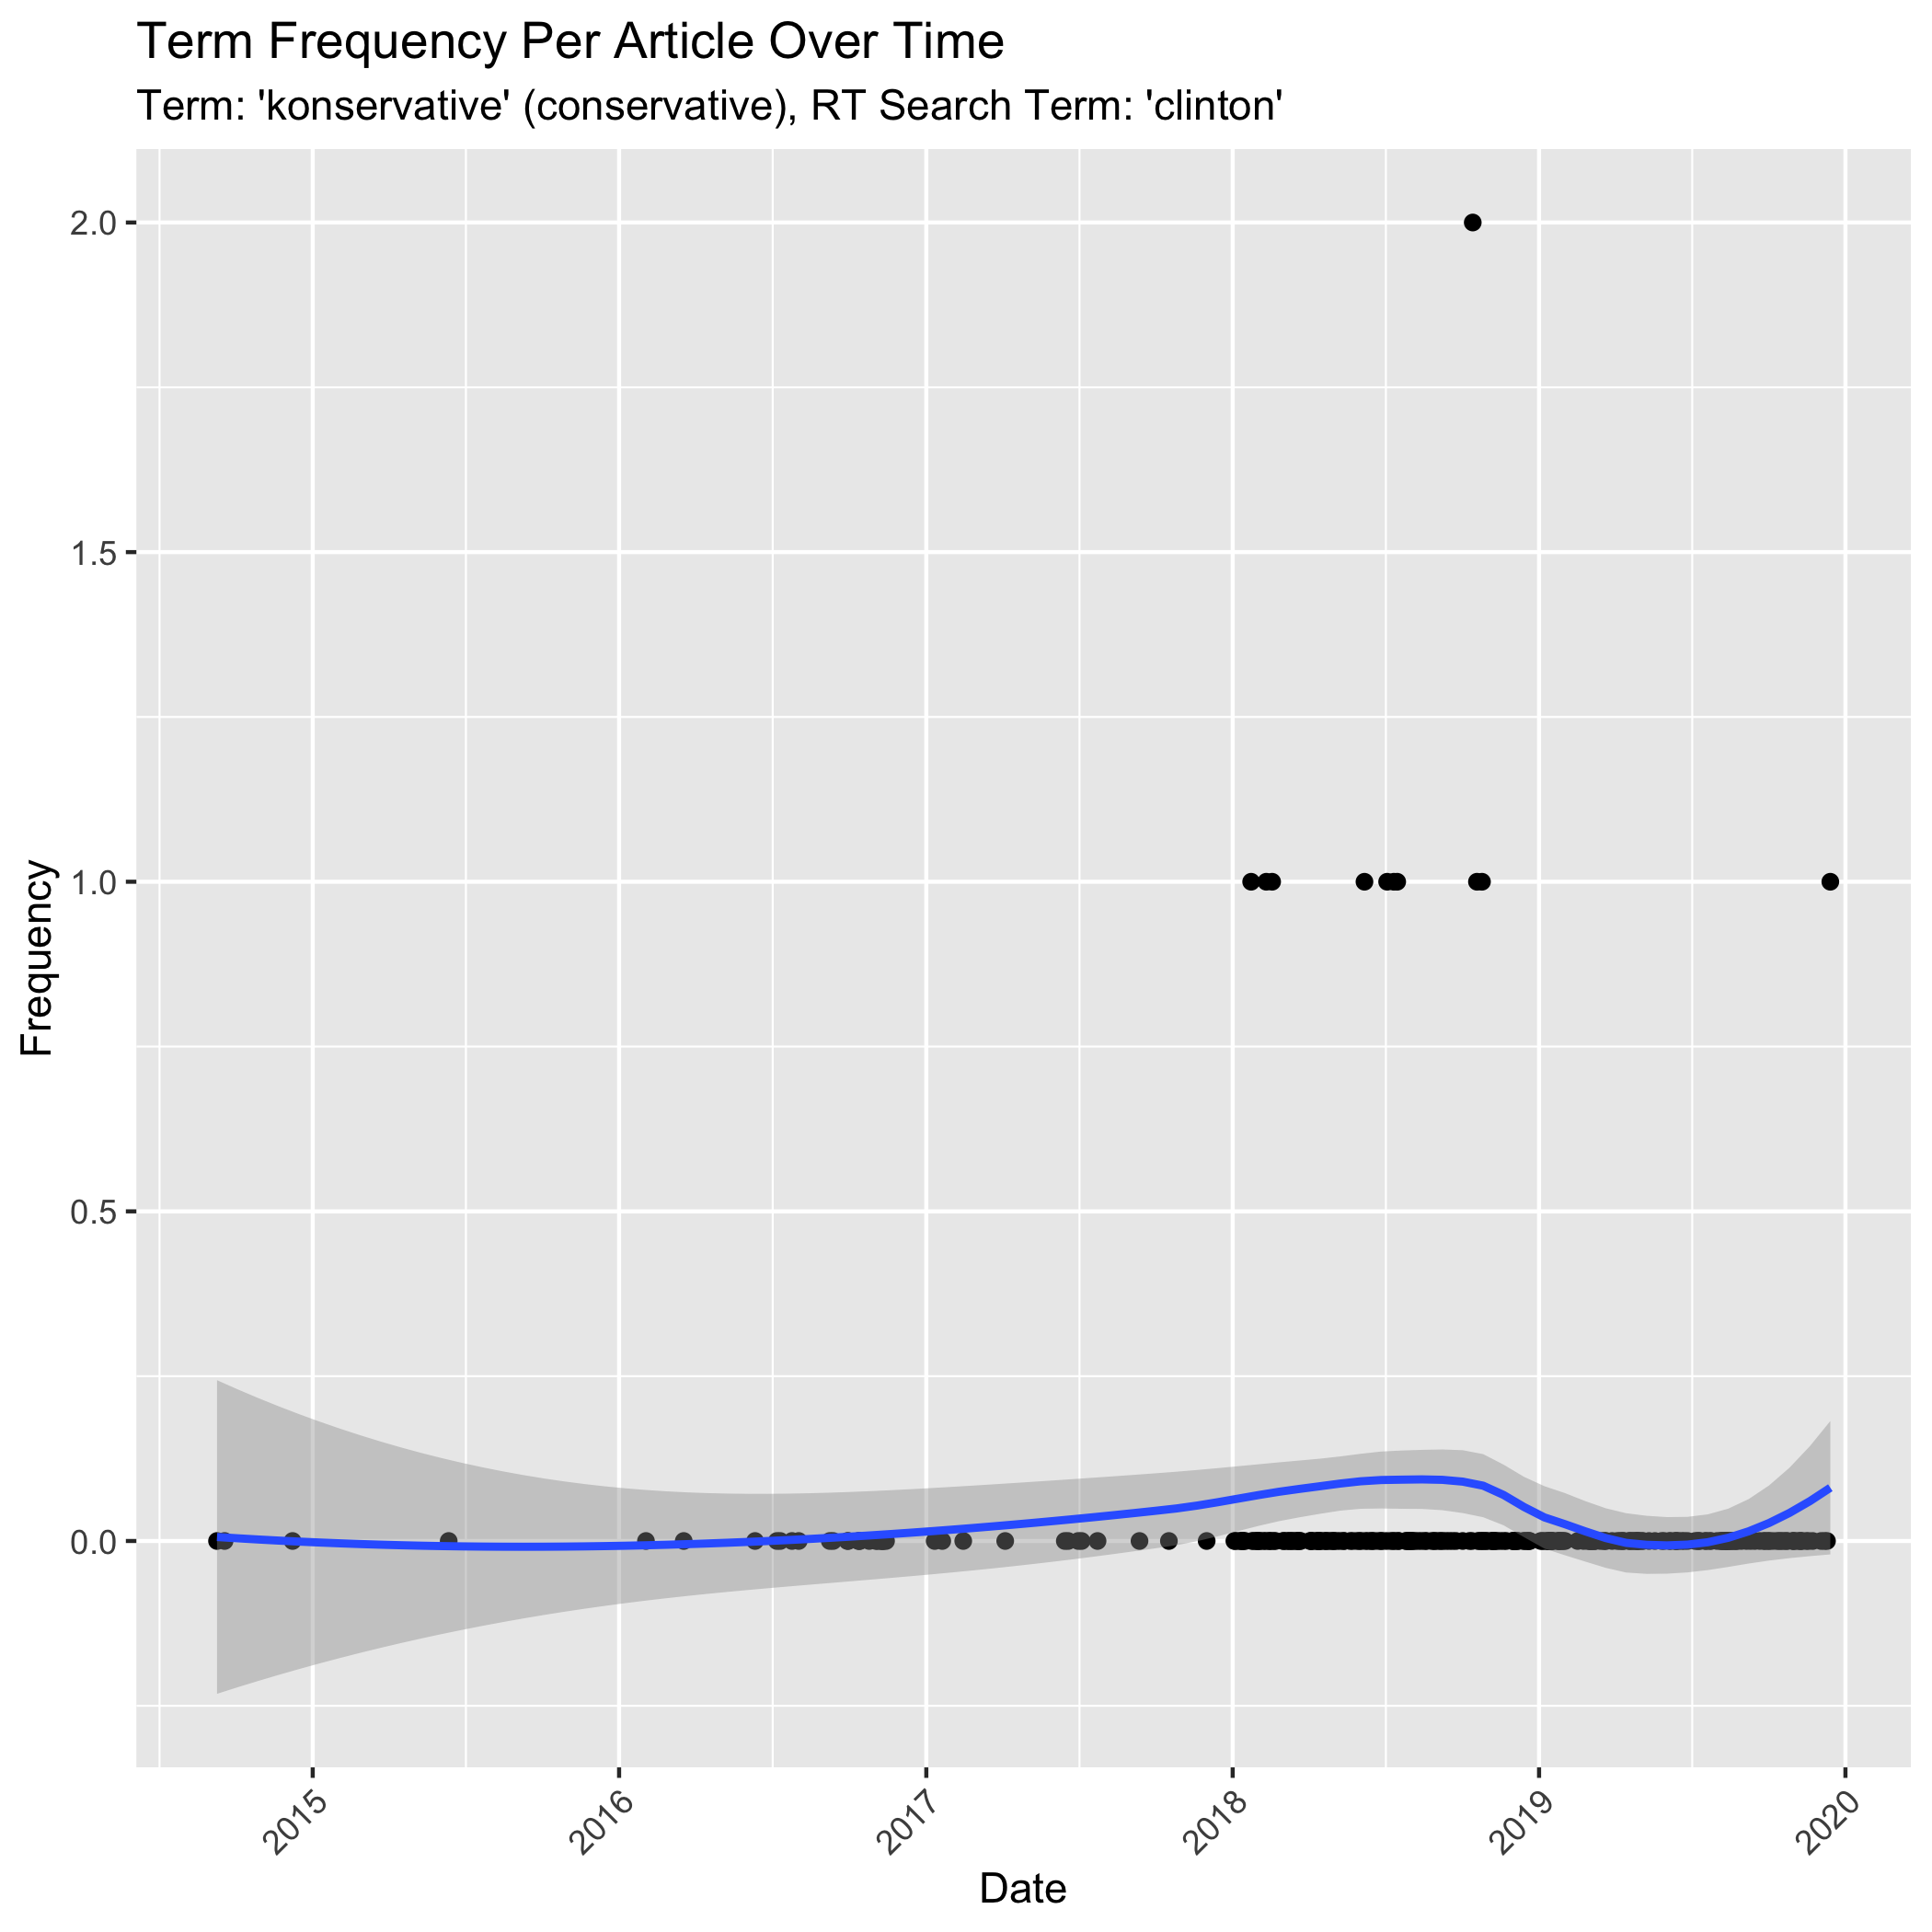 Term Frequency Per Article Over Time
Term: 'konservative' (conservative), RT Search Term: 'clinton'
2.0
1.5
1.0
0.5
0.0
Frequency
2015
2016
2017
2018
2019
2020
Date